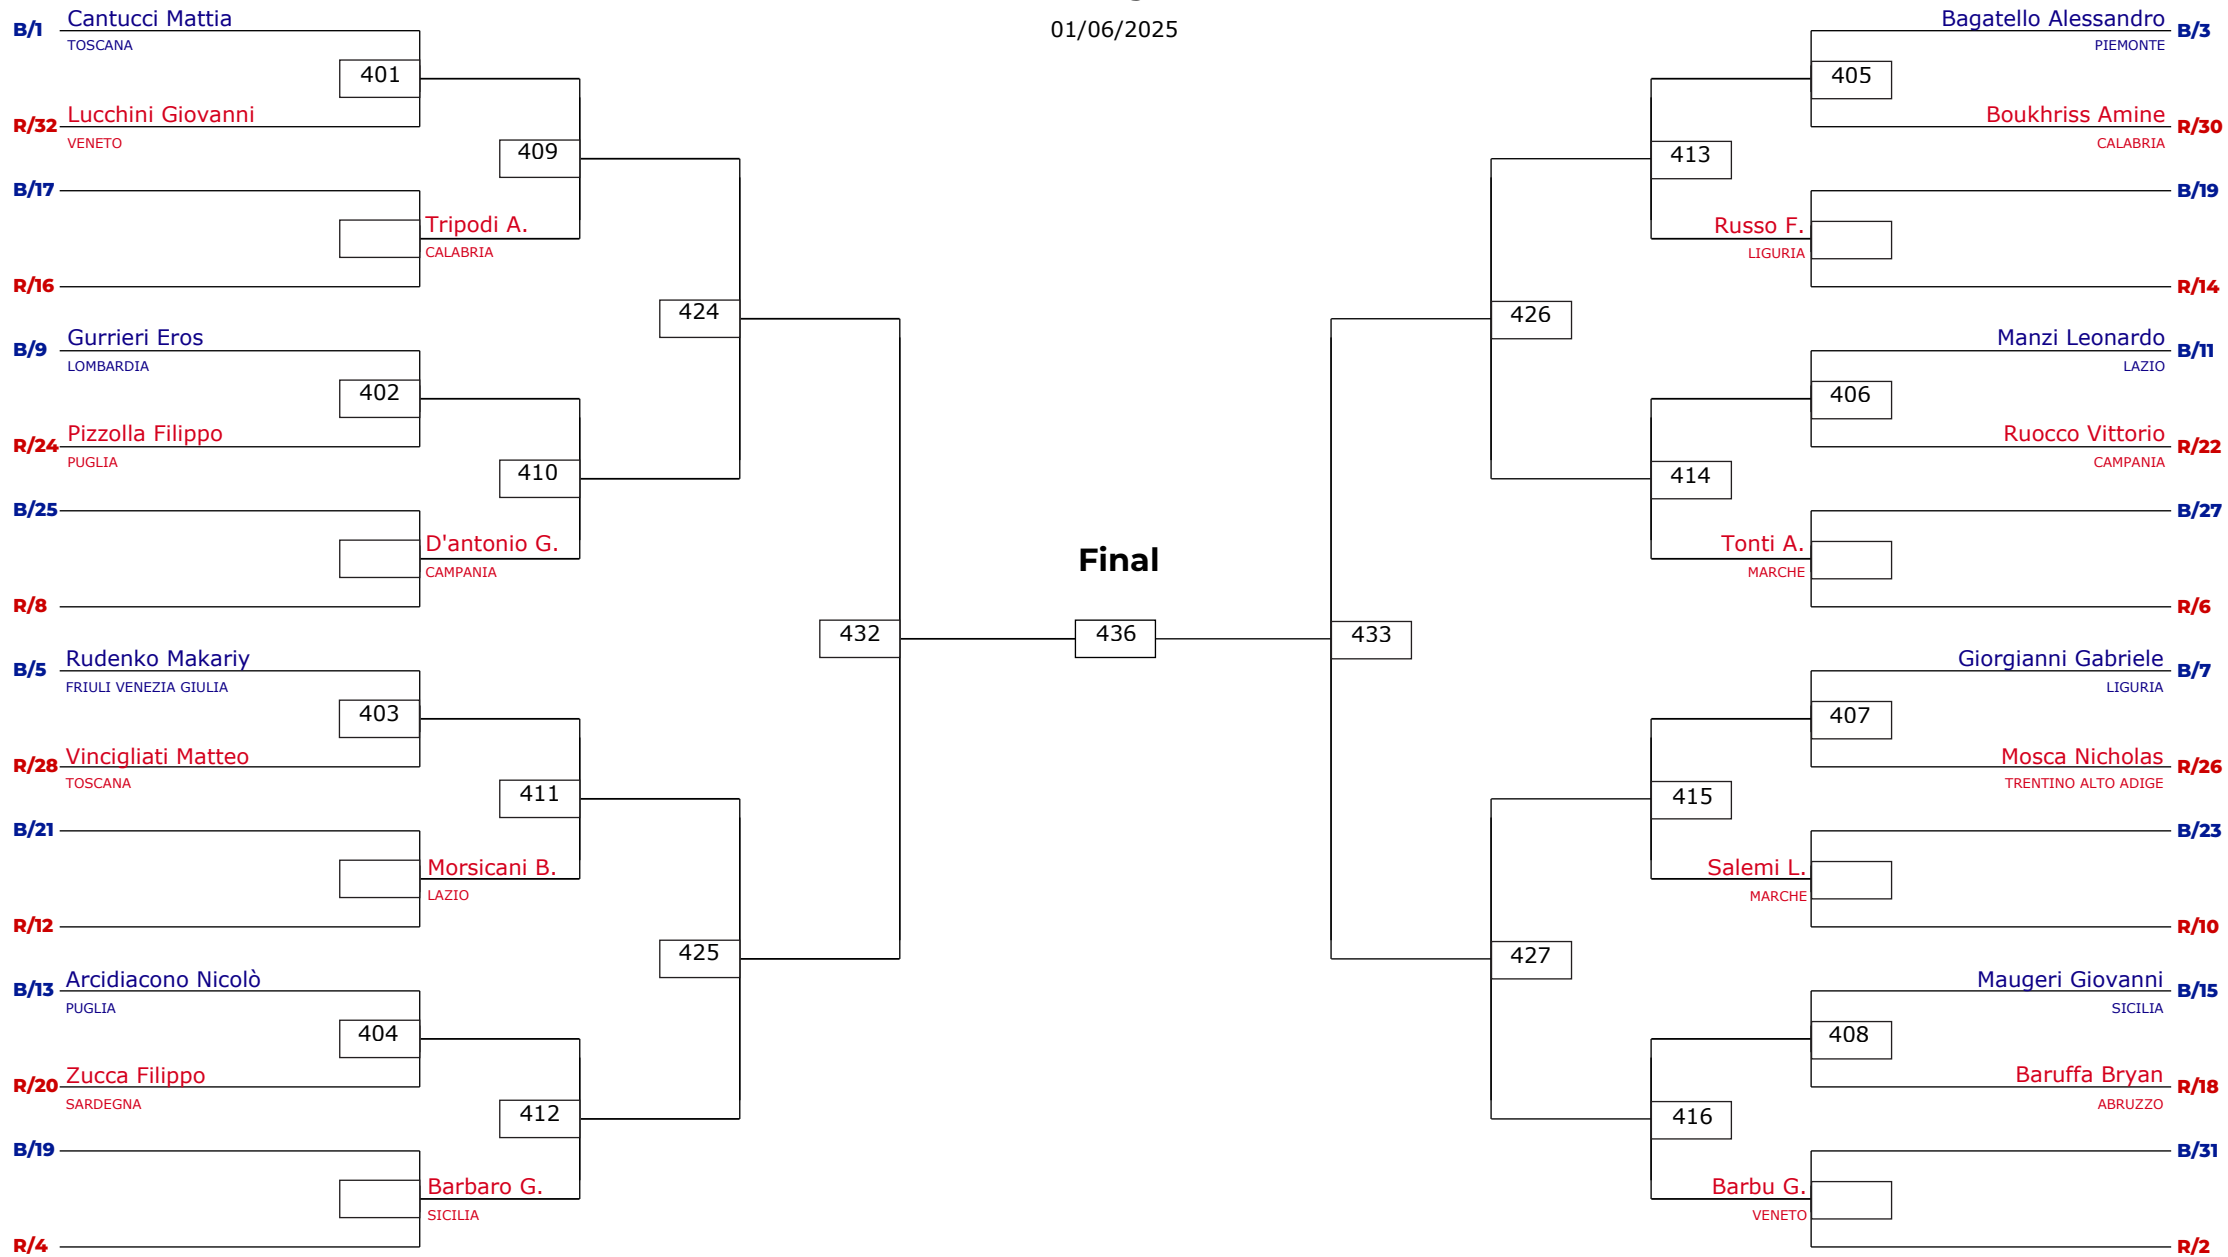 01/06/2025
B/1 Cantucci Mattia
TOSCANA
401
R/32 Lucchini Giovanni
VENETO
409
B/17
Tripodi A.
CALABRIA
R/16
424
B/9 Gurrieri Eros
LOMBARDIA
402
R/24 Pizzolla Filippo
PUGLIA
410
B/25
D'antonio G.
CAMPANIA
R/8
432
B/5 Rudenko Makariy
FRIULI VENEZIA GIULIA
403
R/28 Vincigliati Matteo
TOSCANA
411
B/21
Morsicani B.
LAZIO
R/12
425
B/13 Arcidiacono Nicolò
PUGLIA
404
R/20 Zucca Filippo
SARDEGNA
412
B/19
Barbaro G.
SICILIA
R/4
Final
436
Bagatello Alessandro B/3
PIEMONTE
405
Boukhriss Amine R/30
CALABRIA
413
B/19
Russo F.
LIGURIA
R/14
426
Manzi Leonardo B/11
LAZIO
406
Ruocco Vittorio R/22
CAMPANIA
414
B/27
Tonti A.
MARCHE
R/6
433
Giorgianni Gabriele B/7
LIGURIA
407
Mosca Nicholas R/26
TRENTINO ALTO ADIGE
415
B/23
Salemi L.
MARCHE
R/10
427
Maugeri Giovanni B/15
SICILIA
408
Baruffa Bryan R/18
ABRUZZO
416
B/31
Barbu G.
VENETO
R/2